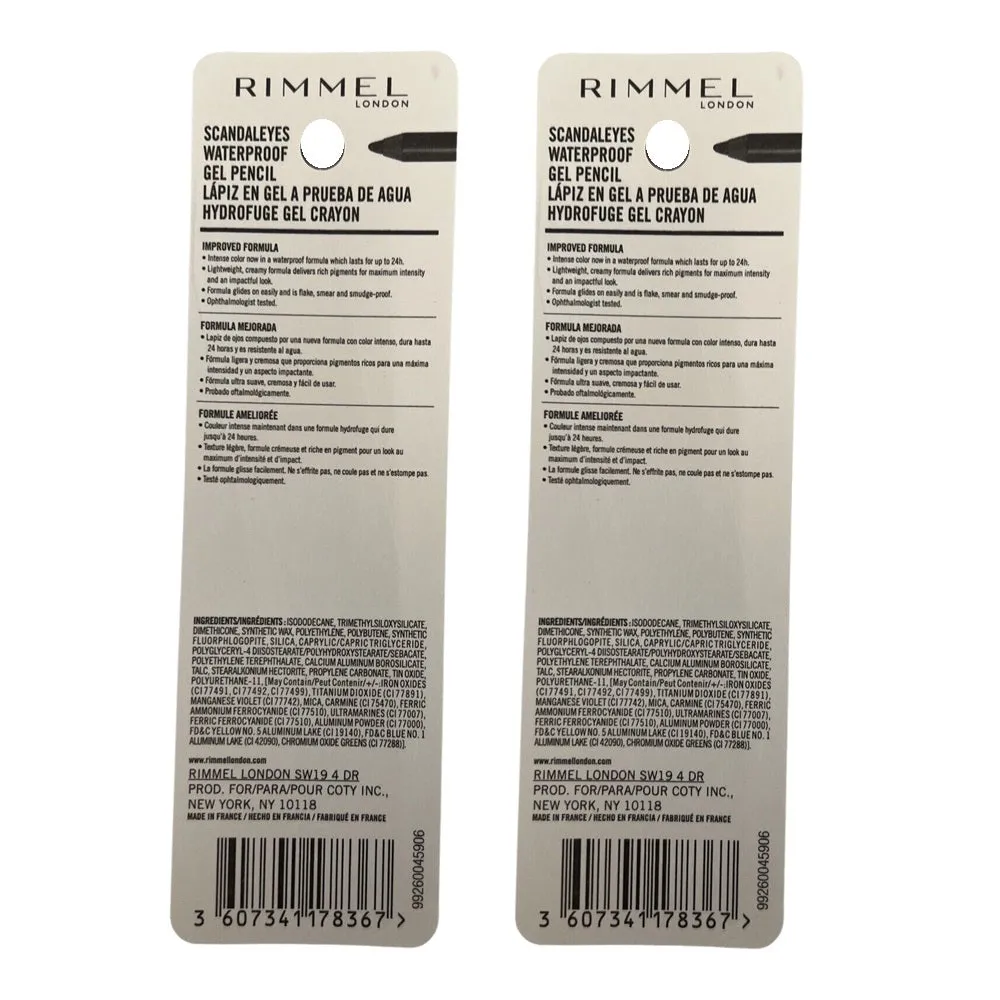 RIMMEL
LONDON
SCANDALEYES
WATERPROOF
GEL PENCIL
LÁPIZ EN GEL A PRUEBA DE AGUA
HYDROFUGE GEL CRAYON
IMPROVED FORMULA
• Intense color now in a waterproof formula which lasts for up to 24h.
• Lightweight, creamy formula delivers rich pigments for maximum intensity
and an impactful look.
• Formula glides on easily and is flake, smear and smudge-proof.
• Ophthalmologist tested.
FORMULA MEJORADA
• Lapiz de ojos compuesto por una nueva formula con color intenso, dura hasta
24 horas y es resistente al agua.
• Fórmula ligera y cremosa que proporciona pigmentos ricos para una máxima
intensidad y un aspecto impactante.
• Fórmula ultra suave, cremosa y fácil de usar.
• Probado oftalmológicamente.
FORMULE AMELIORÉE
• Couleur intense maintenant dans une formule hydrofuge qui dure
jusqu'à 24 heures.
• Texture légère, formule crémeuse et riche en pigment pour un look au
maximum d'intensité et d'impact.
• La formule glisse facilement. Ne s'effrite pas, ne coule pas et ne s'estompe pas.
• Testé ophtalmologiquement.
INGREDIENTS/INGRÉDIENTS: ISODODECANE, TRIMETHYLSILOXYSILICATE,
DIMETHICONE, SYNTHETIC WAX, POLYETHYLENE, POLYBUTENE, SYNTHETIC
FLUORPHLOGOPITE, SILICA, CAPRYLIC/CAPRIC TRIGLYCERIDE,
POLYGLYCERYL-4 DIISOSTEARATE/POLYHYDROXYSTEARATE/SEBACATE,
POLYETHYLENE TEREPHTHALATE, CALCIUM ALUMINUM BOROSILICATE,
TALC, STEARALKONIUM HECTORITE, PROPYLENE CARBONATE, TIN OXIDE,
POLYURETHANE-11, [May Contain/Peut Contenir/+/-: IRON OXIDES
(CI 77491, CI 77492, CI 77499), TITANIUM DIOXIDE (CI 77891),
MANGANESE VIOLET (CI 77742), MICA, CARMINE (CI 75470), FERRIC
AMMONIUM FERROCYANIDE (CI 77510), ULTRAMARINES (CI 77007),
FERRIC FERROCYANIDE (CI 77510), ALUMINUM POWDER (CI 77000),
FD&C YELLOW NO. 5 ALUMINUM LAKE (CI 19140), FD&C BLUE NO. 1
ALUMINUM LAKE (CI 42090), CHROMIUM OXIDE GREENS (CI 77288)].
www.rimmellondon.com
RIMMEL LONDON SW19 4 DR
PROD. FOR/PARA/POUR COTY INC.,
NEW YORK, NY 10118
MADE IN FRANCE / HECHO EN FRANCIA / FABRIQUÉ EN FRANCE
3 607341 178367 >
99260045906
RIMMEL
LONDON
SCANDALEYES
WATERPROOF
GEL PENCIL
LÁPIZ EN GEL A PRUEBA DE AGUA
HYDROFUGE GEL CRAYON
IMPROVED FORMULA
• Intense color now in a waterproof formula which lasts for up to 24h.
• Lightweight, creamy formula delivers rich pigments for maximum intensity
and an impactful look.
• Formula glides on easily and is flake, smear and smudge-proof.
• Ophthalmologist tested.
FORMULA MEJORADA
• Lapiz de ojos compuesto por una nueva formula con color intenso, dura hasta
24 horas y es resistente al agua.
• Fórmula ligera y cremosa que proporciona pigmentos ricos para una máxima
intensidad y un aspecto impactante.
• Fórmula ultra suave, cremosa y fácil de usar.
• Probado oftalmológicamente.
FORMULE AMELIORÉE
• Couleur intense maintenant dans une formule hydrofuge qui dure
jusqu'à 24 heures.
• Texture légère, formule crémeuse et riche en pigment pour un look au
maximum d'intensité et d'impact.
• La formule glisse facilement. Ne s'effrite pas, ne coule pas et ne s'estompe pas.
• Testé ophtalmologiquement.
INGREDIENTS/INGRÉDIENTS: ISODODECANE, TRIMETHYLSILOXYSILICATE,
DIMETHICONE, SYNTHETIC WAX, POLYETHYLENE, POLYBUTENE, SYNTHETIC
FLUORPHLOGOPITE, SILICA, CAPRYLIC/CAPRIC TRIGLYCERIDE,
POLYGLYCERYL-4 DIISOSTEARATE/POLYHYDROXYSTEARATE/SEBACATE,
POLYETHYLENE TEREPHTHALATE, CALCIUM ALUMINUM BOROSILICATE,
TALC, STEARALKONIUM HECTORITE, PROPYLENE CARBONATE, TIN OXIDE,
POLYURETHANE-11, [May Contain/Peut Contenir/+/-: IRON OXIDES
(CI 77491, CI 77492, CI 77499), TITANIUM DIOXIDE (CI 77891),
MANGANESE VIOLET (CI 77742), MICA, CARMINE (CI 75470), FERRIC
AMMONIUM FERROCYANIDE (CI 77510), ULTRAMARINES (CI 77007),
FERRIC FERROCYANIDE (CI 77510), ALUMINUM POWDER (CI 77000),
FD&C YELLOW NO. 5 ALUMINUM LAKE (CI 19140), FD&C BLUE NO. 1
ALUMINUM LAKE (CI 42090), CHROMIUM OXIDE GREENS (CI 77288)].
www.rimmellondon.com
RIMMEL LONDON SW19 4 DR
PROD. FOR/PARA/POUR COTY INC.,
NEW YORK, NY 10118
MADE IN FRANCE / HECHO EN FRANCIA / FABRIQUÉ EN FRANCE
3 607341 178367 >
99260045906